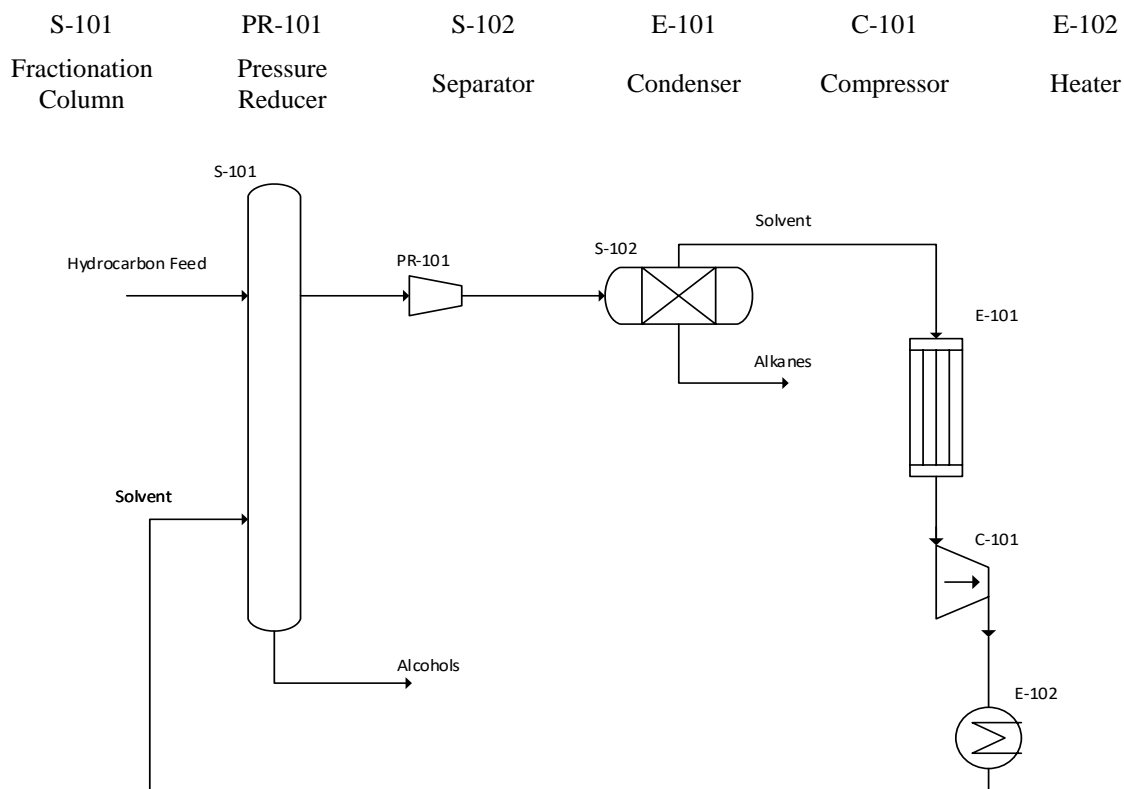 S-101 PR-101 S-102 E-101 C-101 E-102
Fractionation Column Pressure Reducer Separator Condenser Compressor Heater
S-101
Solvent
S-102
Hydrocarbon Feed
PR-101
E-101
Alkanes
Solvent
C-101
Alcohols
E-102